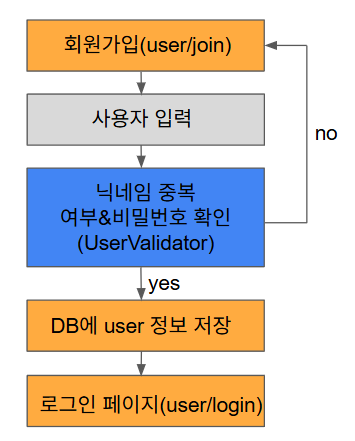 회원가입(user/join)
사용자 입력
no
닉네임 중복
여부&비밀번호 확인
(UserValidator)
yes
DB에 user 정보 저장
로그인 페이지(user/login)